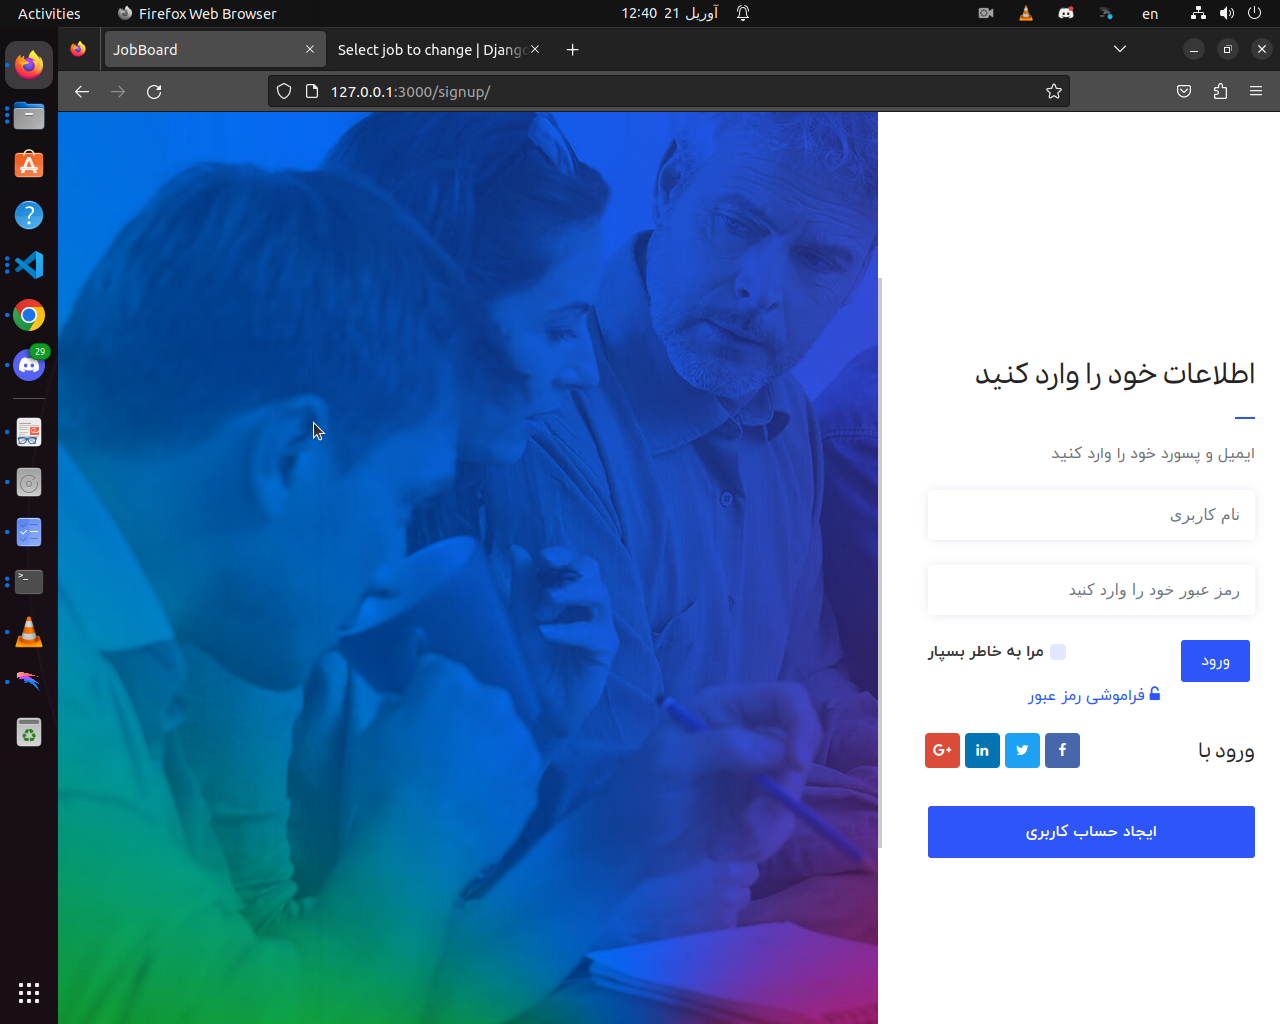 Activities
Firefox Web Browser
12:40 21 آوریل
en
JobBoard
Select job to change | Django
127.0.0.1:3000/signup/
29
اطلاعات خود را وارد کنید
ایمیل و پسورد خود را وارد کنید
نام کاربری
رمز عبور خود را وارد کنید
ورود
مرا به خاطر بسپار
فراموشی رمز عبور
ورود با
G+ in f
ایجاد حساب کاربری